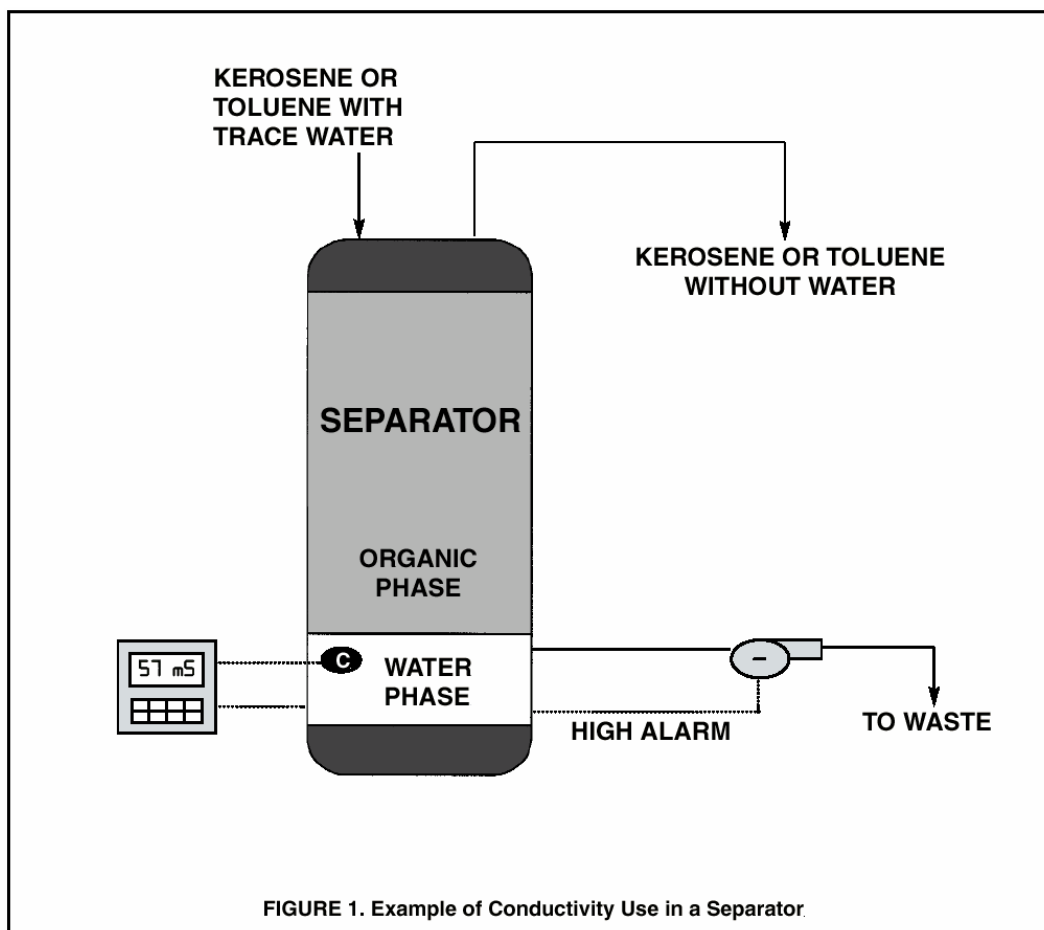 KEROSENE OR
TOLUENE WITH
TRACE WATER
KEROSENE OR TOLUENE
WITHOUT WATER
SEPARATOR
ORGANIC
PHASE
57 mS
C
WATER
PHASE
HIGH ALARM
TO WASTE
FIGURE 1. Example of Conductivity Use in a Separator